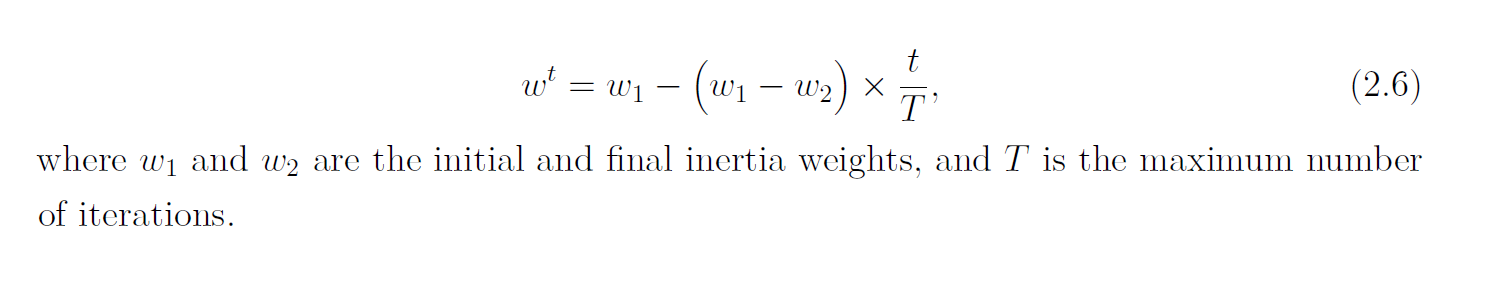 w^t = w_1 − (w_1 − w_2) × t/T, (2.6)
where w_1 and w_2 are the initial and final inertia weights, and T is the maximum number
of iterations.